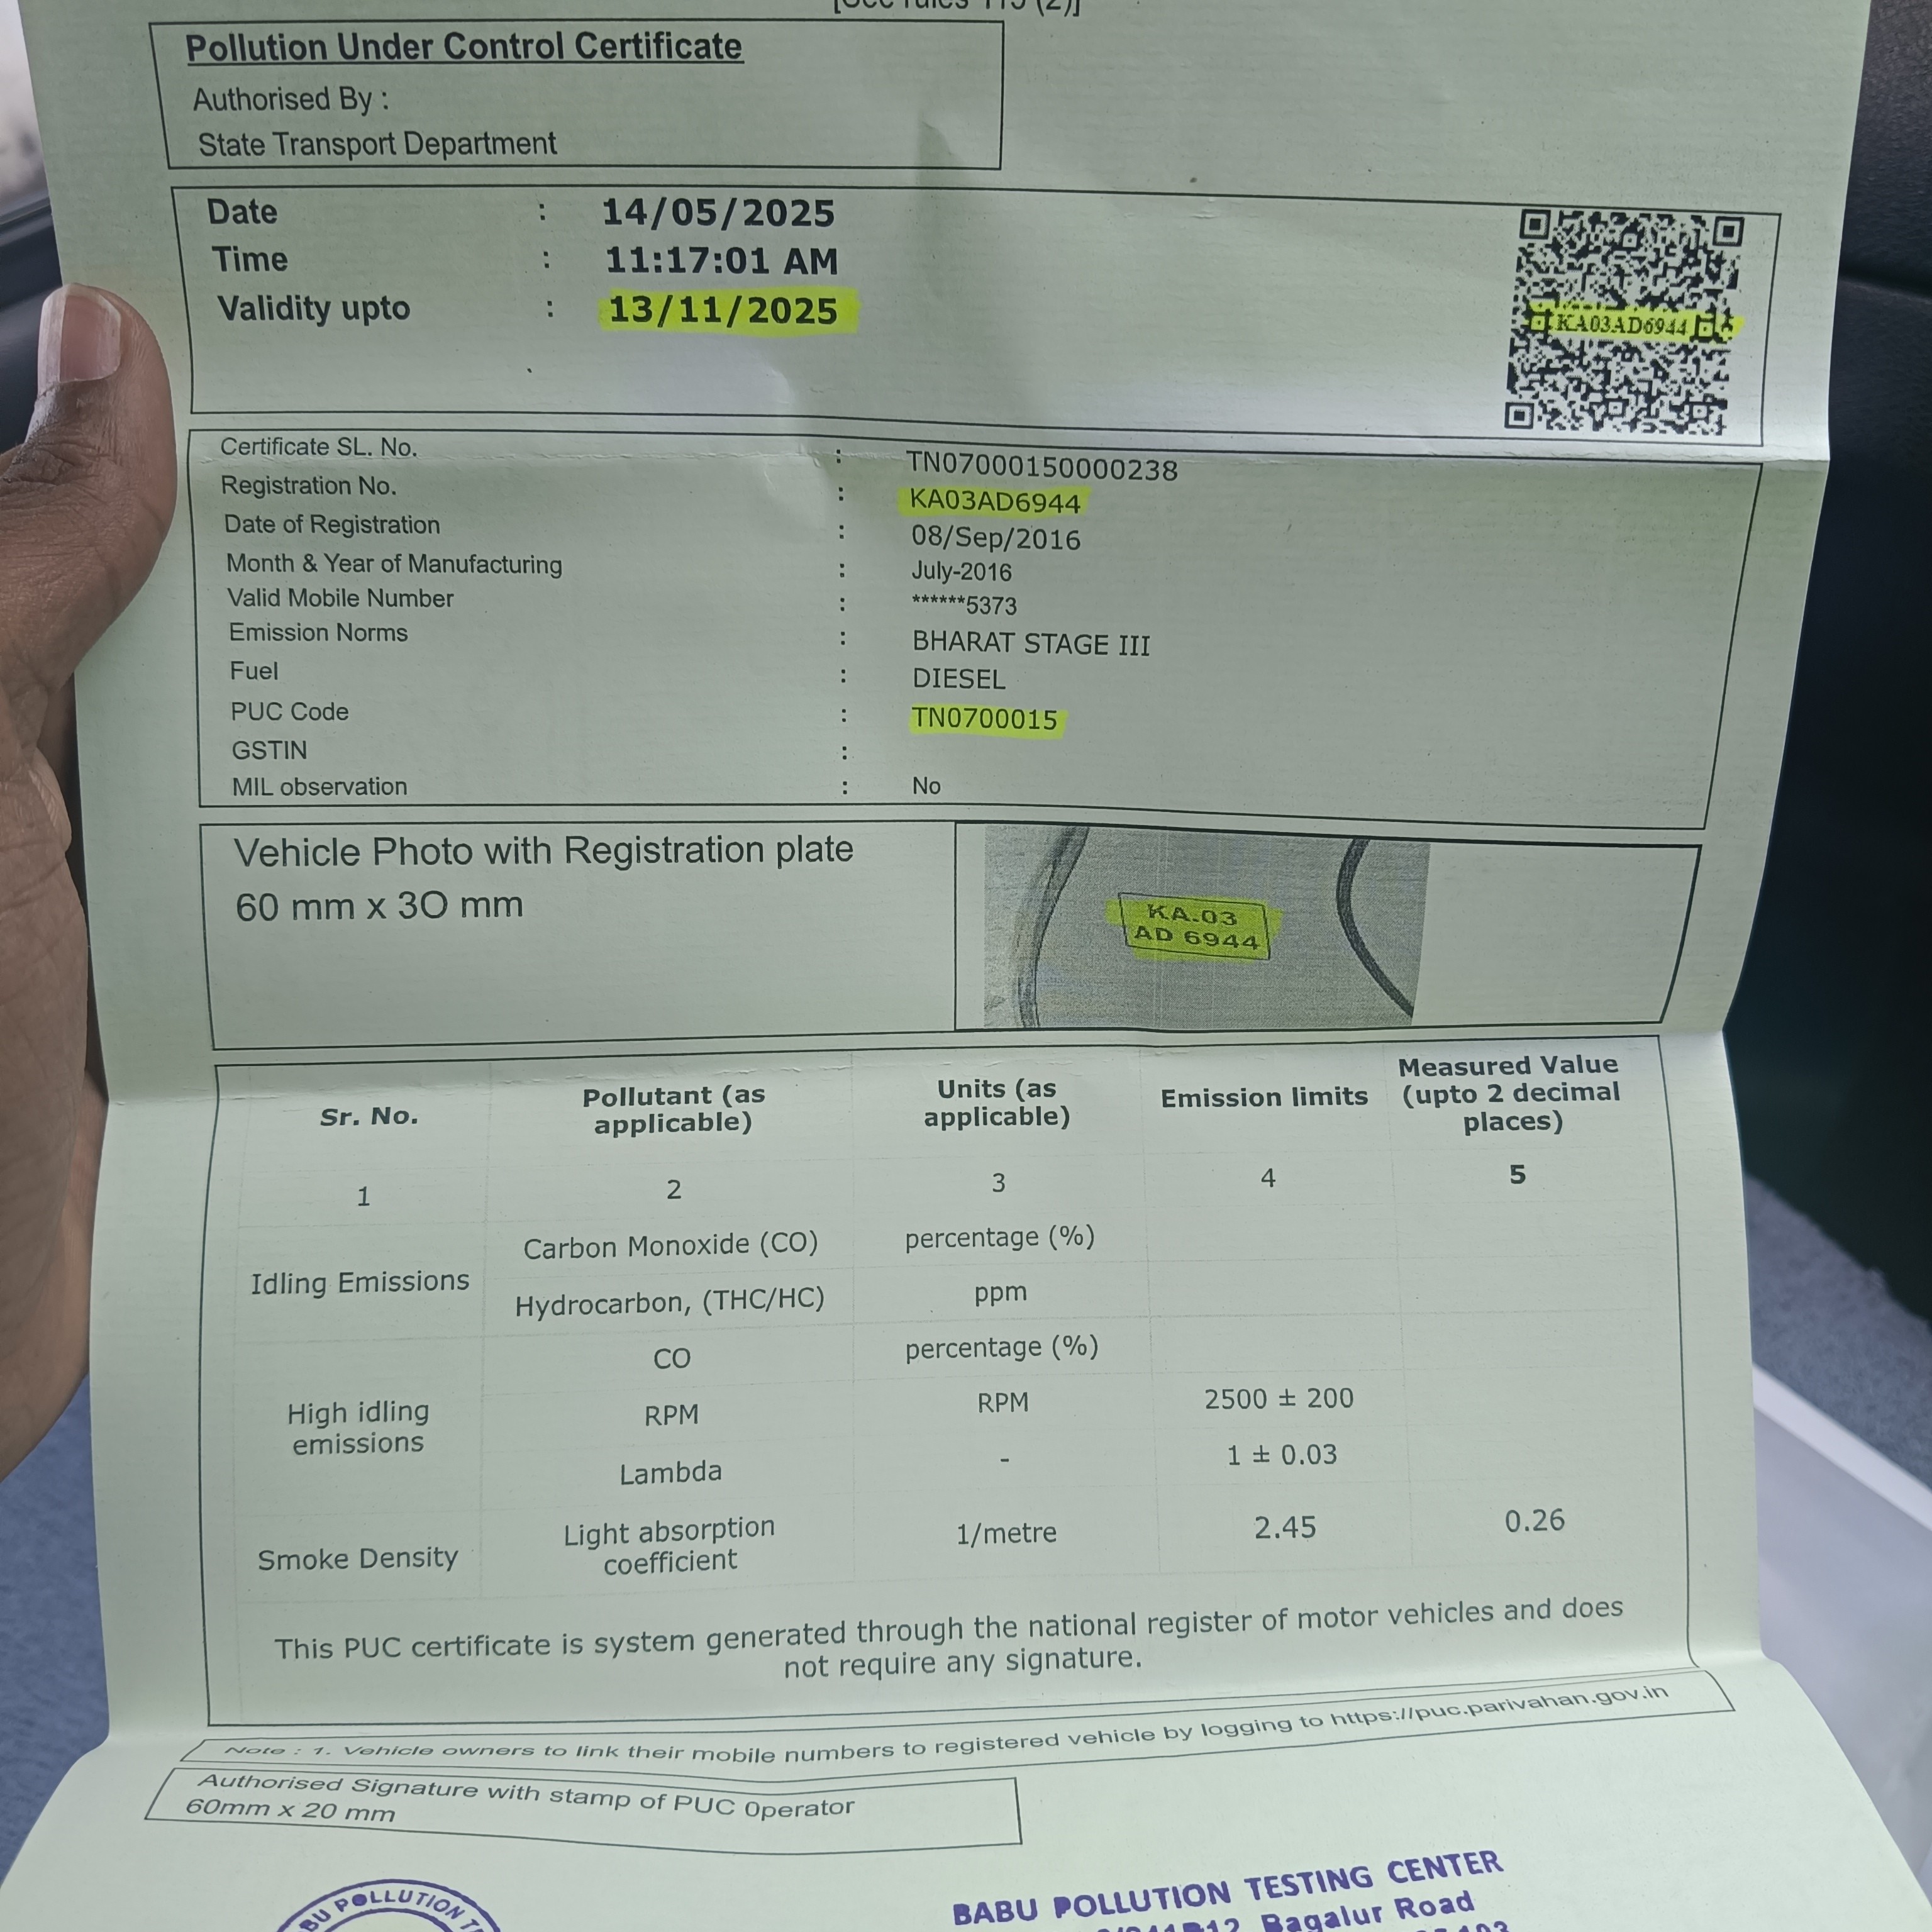 [See rules 115 (2)]
Pollution Under Control Certificate
Authorised By :
State Transport Department
Date : 14/05/2025
Time : 11:17:01 AM
Validity upto : 13/11/2025
KA03AD6944
Certificate SL. No. : TN07000150000238
Registration No. : KA03AD6944
Date of Registration : 08/Sep/2016
Month & Year of Manufacturing : July-2016
Valid Mobile Number : ******5373
Emission Norms : BHARAT STAGE III
Fuel : DIESEL
PUC Code : TN0700015
GSTIN :
MIL observation : No
Vehicle Photo with Registration plate
60 mm x 3O mm
KA.03
AD 6944
Sr. No. Pollutant (as applicable) Units (as applicable) Emission limits Measured Value (upto 2 decimal places)
1 2 3 4 5
Idling Emissions Carbon Monoxide (CO) percentage (%)
Hydrocarbon, (THC/HC) ppm
High idling emissions CO percentage (%)
RPM RPM 2500 ± 200
Lambda - 1 ± 0.03
Smoke Density Light absorption coefficient 1/metre 2.45 0.26
This PUC certificate is system generated through the national register of motor vehicles and does
not require any signature.
Note : 1. Vehicle owners to link their mobile numbers to registered vehicle by logging to https://puc.parivahan.gov.in
Authorised Signature with stamp of PUC 0perator
60mm x 20 mm
POLLUTION
BABU POLLUTION TESTING CENTER
Bagalur Road